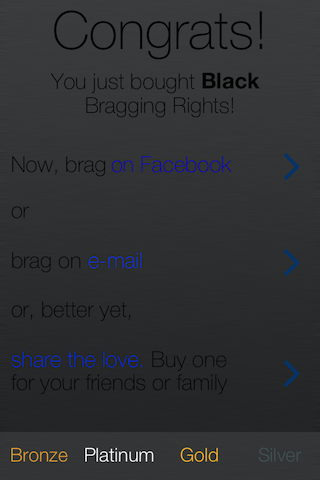 Congrats!
You just bought Black
Bragging Rights!
Now, brag on Facebook
or
brag on e-mail
or, better yet,
share the love. Buy one
for your friends or family
Bronze Platinum Gold Silver